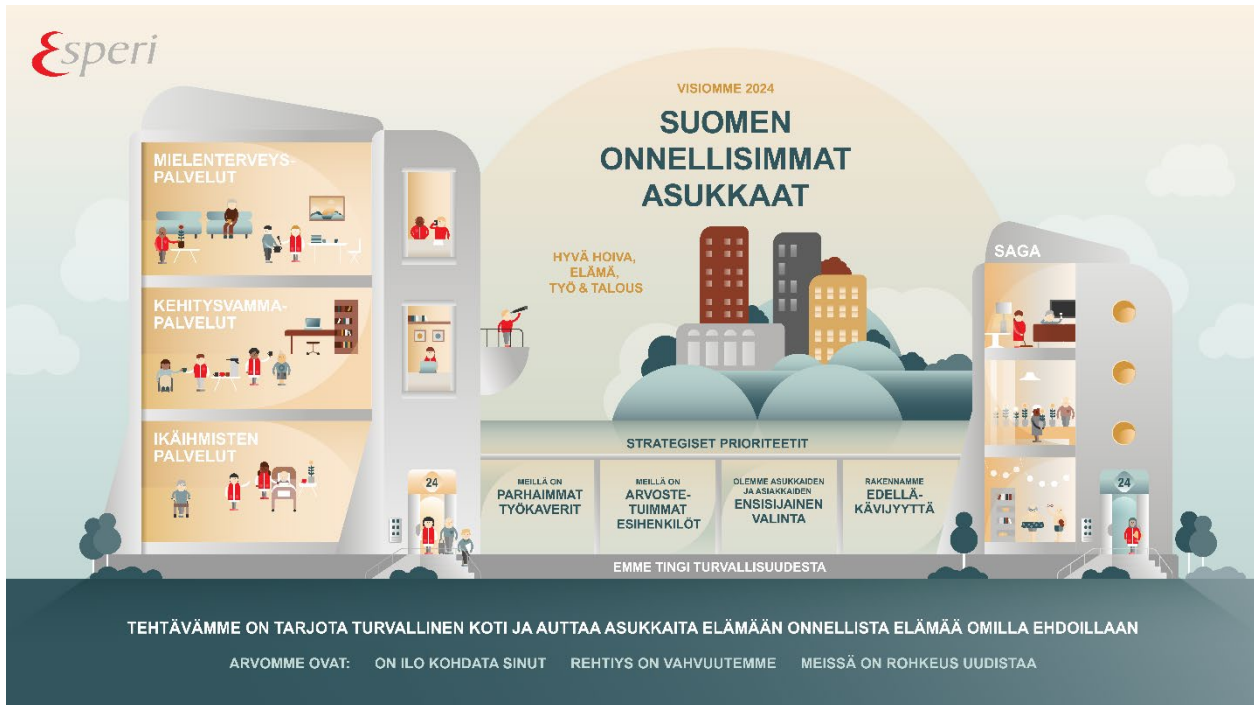 Esperi
VISIOMME 2024
SUOMEN
ONNELLISIMMAT
ASUKKAAT
HYVÄ HOIVA,
ELÄMÄ,
TYÖ & TALOUS
MIELENTERVEYS-
PALVELUT
KEHITYSVAMMA-
PALVELUT
IKÄIHMISTEN
PALVELUT
24
SAGA
24
STRATEGISET PRIORITEETIT
MEILLÄ ON
PARHAIMMAT
TYÖKAVERIT
MEILLÄ ON
ARVOSTE-
TUIMMAT
ESIHENKILÖT
OLEMME ASUKKAIDEN
JA ASIAKKAIDEN
ENSISIJAINEN
VALINTA
RAKENNAMME
EDELLÄ-
KÄVIJYYTTÄ
EMME TINGI TURVALLISUUDESTA
TEHTÄVÄMME ON TARJOTA TURVALLINEN KOTI JA AUTTAA ASUKKAITA ELÄMÄÄN ONNELLISTA ELÄMÄÄ OMILLA EHDOILLAAN
ARVOMME OVAT: ON ILO KOHDATA SINUT REHTIYS ON VAHVUUTEMME MEISSÄ ON ROHKEUS UUDISTAA